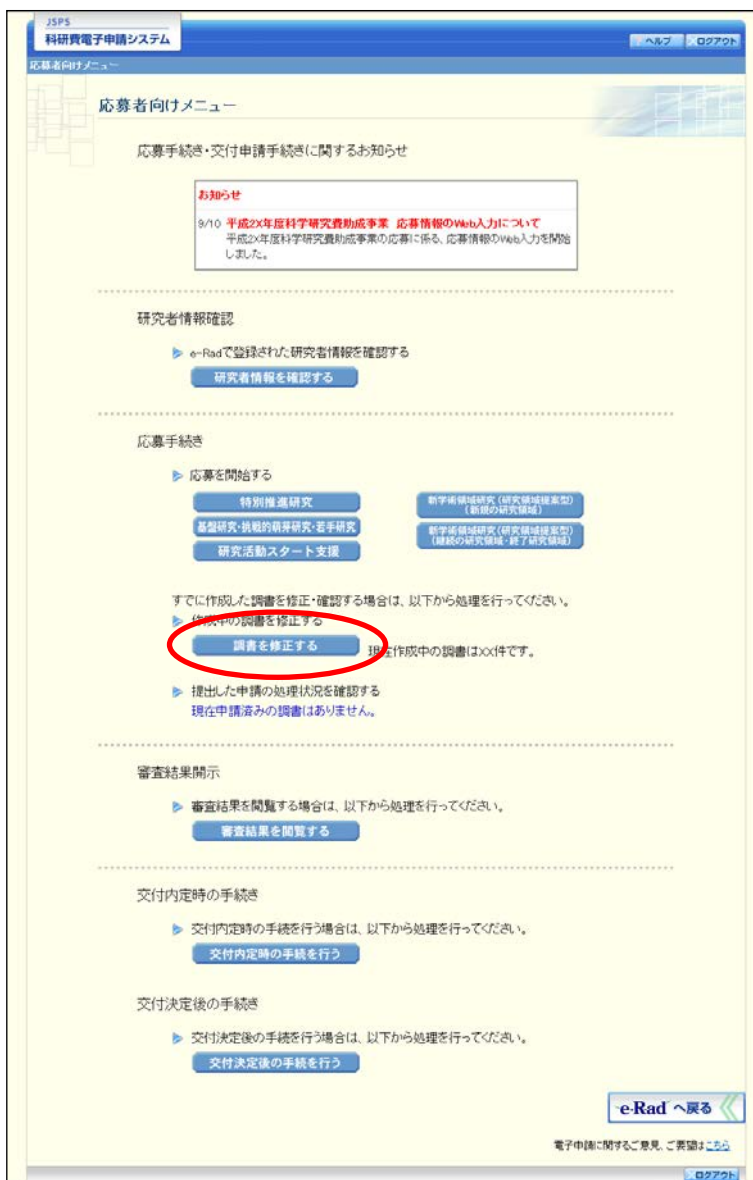 JSPS
科研費電子申請システム
ヘルプ ログアウト
応募者向けメニュー
応募者向けメニュー
応募手続き・交付申請手続きに関するお知らせ
お知らせ
9/10 平成2X年度科学研究費助成事業 応募情報のWeb入力について
平成2X年度科学研究費助成事業の応募に係る、応募情報のWeb入力を開始
しました。
研究者情報確認
e-Radで登録された研究者情報を確認する
研究者情報を確認する
応募手続き
応募を開始する
特別推進研究
新学術領域研究(研究領域提案型)
(新規の研究領域)
基盤研究・挑戦的萌芽研究・若手研究
新学術領域研究(研究領域提案型)
(継続の研究領域・終了研究領域)
研究活動スタート支援
すでに作成した調書を修正・確認する場合は、以下から処理を行ってください。
作成中の調書を修正する
調書を修正する 現在作成中の調書はXX件です。
提出した申請の処理状況を確認する
現在申請済みの調書はありません。
審査結果開示
審査結果を閲覧する場合は、以下から処理を行ってください。
審査結果を閲覧する
交付内定時の手続き
交付内定時の手続を行う場合は、以下から処理を行ってください。
交付内定時の手続を行う
交付決定後の手続き
交付決定後の手続を行う場合は、以下から処理を行ってください。
交付決定後の手続を行う
e-Rad へ戻る
電子申請に関するご意見、ご要望はこちら
ログアウト